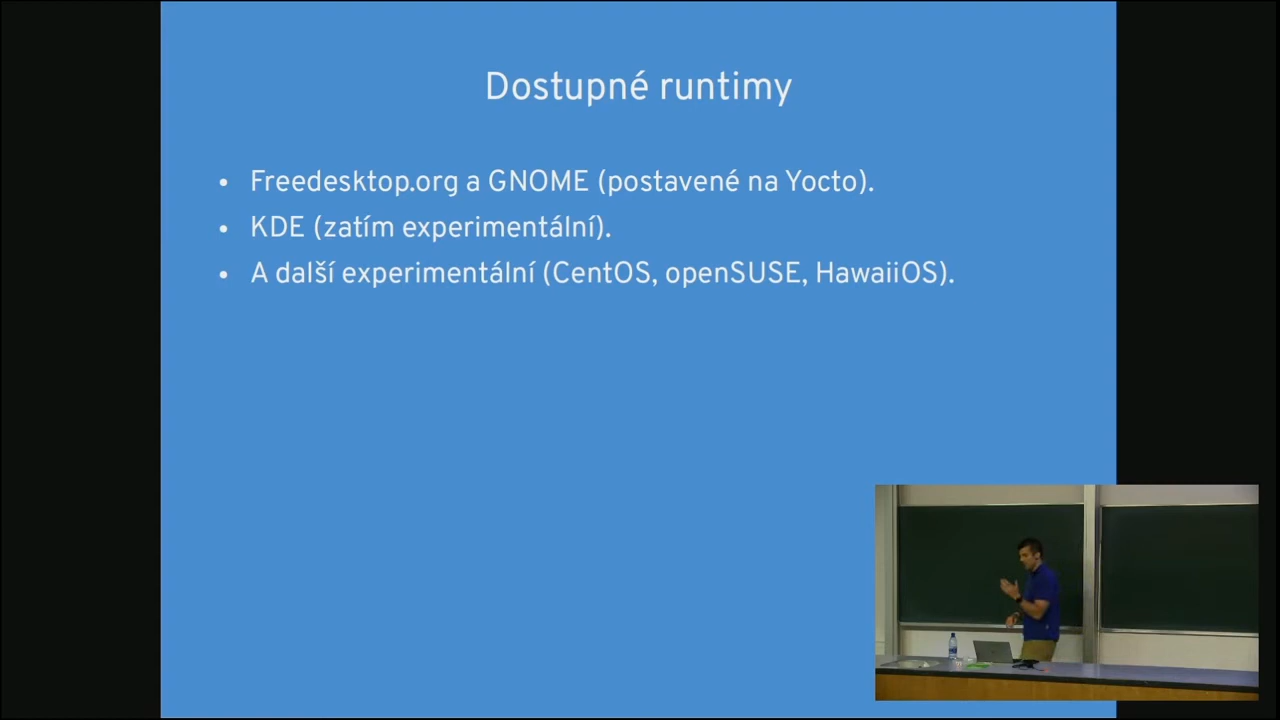 Dostupné runtimy
• Freedesktop.org a GNOME (postavené na Yocto).
• KDE (zatím experimentální).
• A další experimentální (CentOS, openSUSE, HawaiiOS).